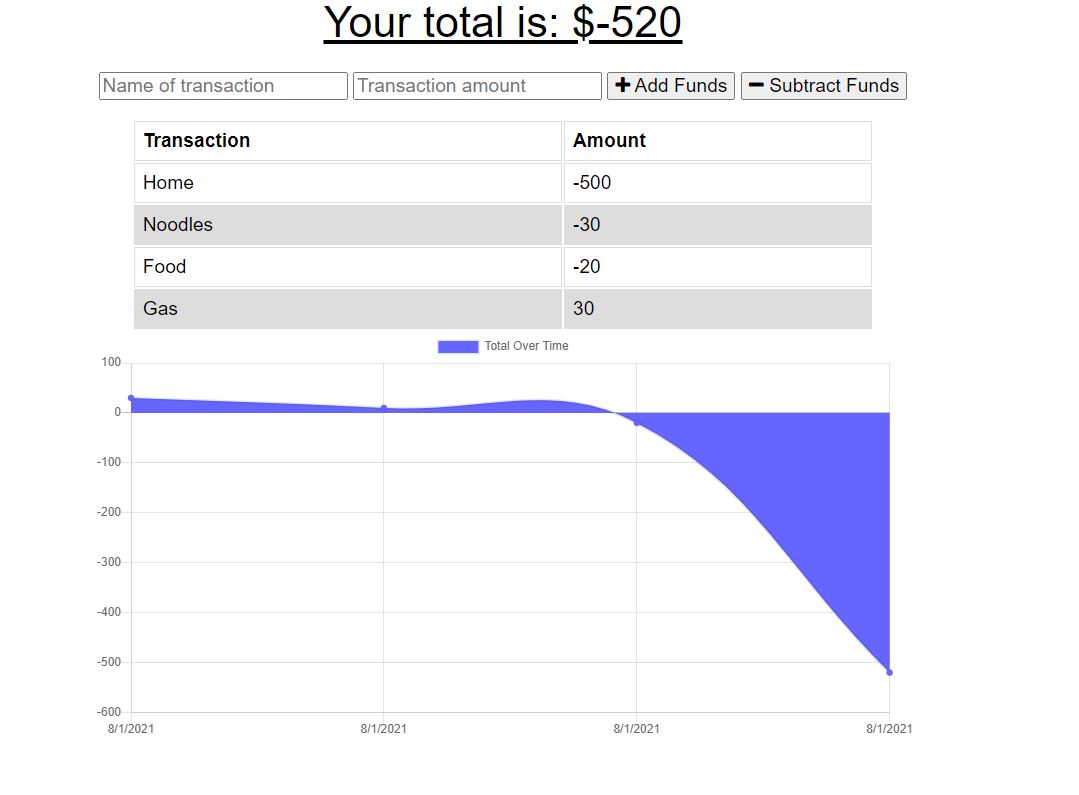 Your total is: $-520
Name of transaction Transaction amount Add Funds Subtract Funds
Transaction Amount
Home -500
Noodles -30
Food -20
Gas 30
Total Over Time
100
0
-100
-200
-300
-400
-500
-600
8/1/2021 8/1/2021 8/1/2021 8/1/2021